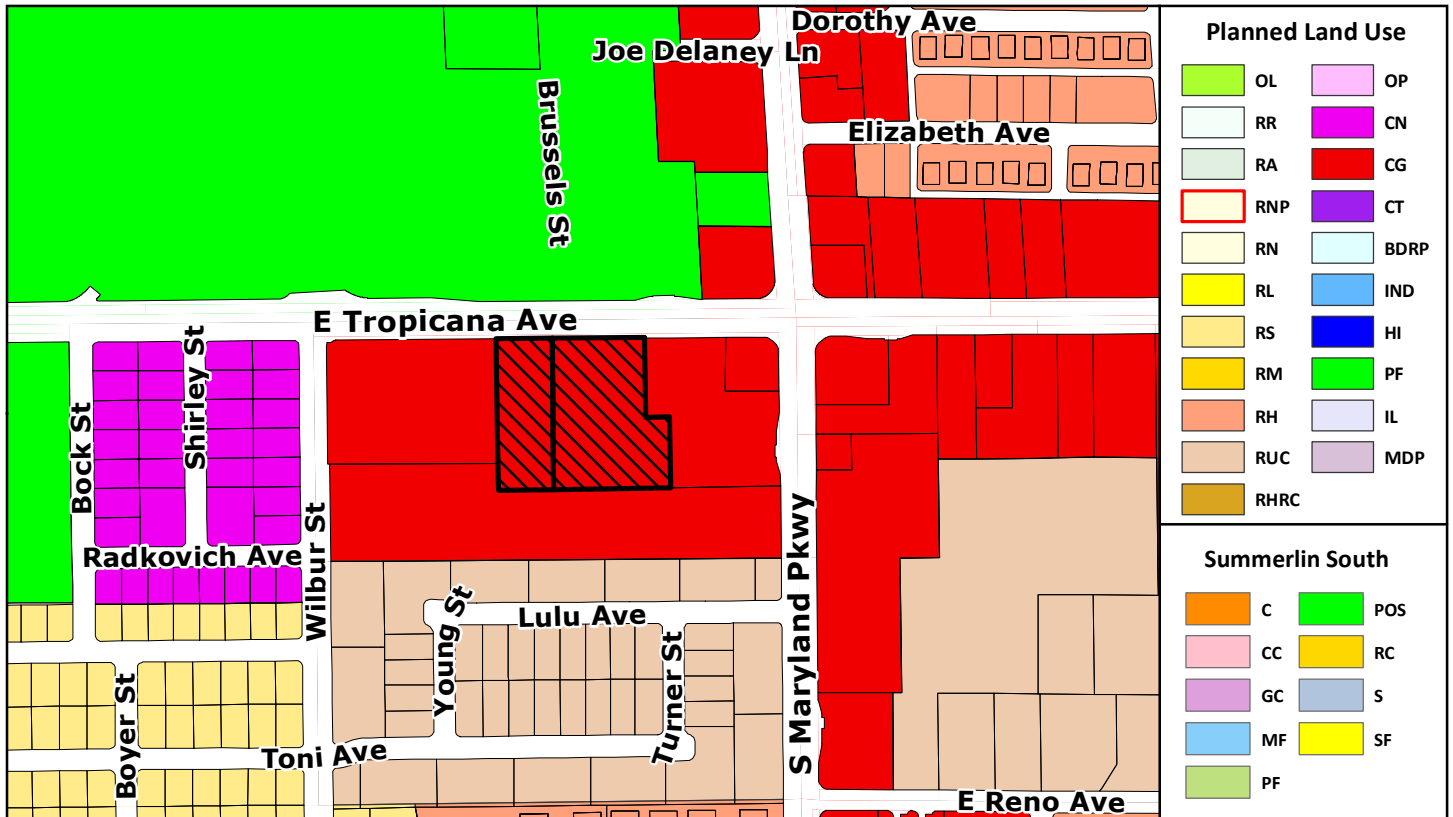 Dorothy Ave
Joe Delaney Ln
Brussels St
Elizabeth Ave
E Tropicana Ave
Shirley St
Bock St
Radkovich Ave
Wilbur St
S Maryland Pkwy
Young St
Lulu Ave
Turner St
Boyer St
Toni Ave
E Reno Ave
Planned Land Use
OL
OP
RR
CN
RA
CG
RNP
CT
RN
BDRP
RL
IND
RS
HI
RM
PF
RH
IL
RUC
MDP
RHRC
Summerlin South
C
POS
CC
RC
GC
S
MF
SF
PF